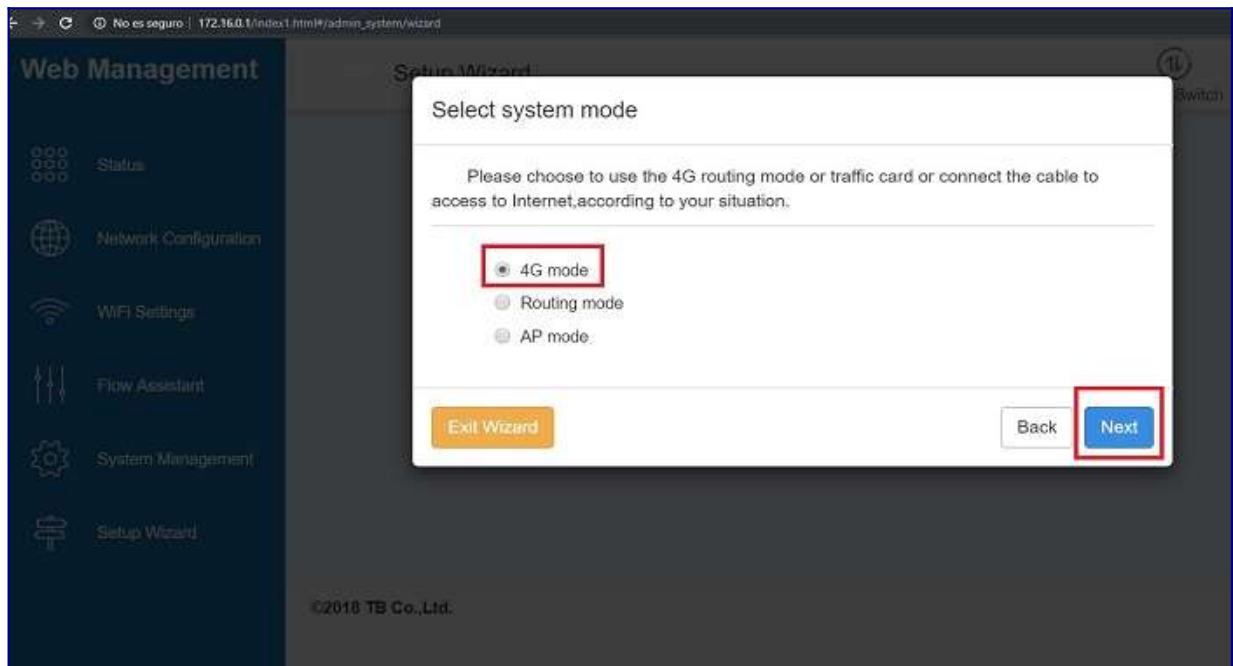 No es seguro | 172.16.0.1/index1.html#/admin_system/wizard
Web Management
Setup Wizard
Switch
Select system mode
Please choose to use the 4G routing mode or traffic card or connect the cable to
access to Internet,according to your situation.
4G mode
Routing mode
AP mode
Exit Wizard
Back
Next
Status
Network Configuration
WiFi Settings
Flow Assistant
System Management
Setup Wizard
©2018 TB Co.,Ltd.